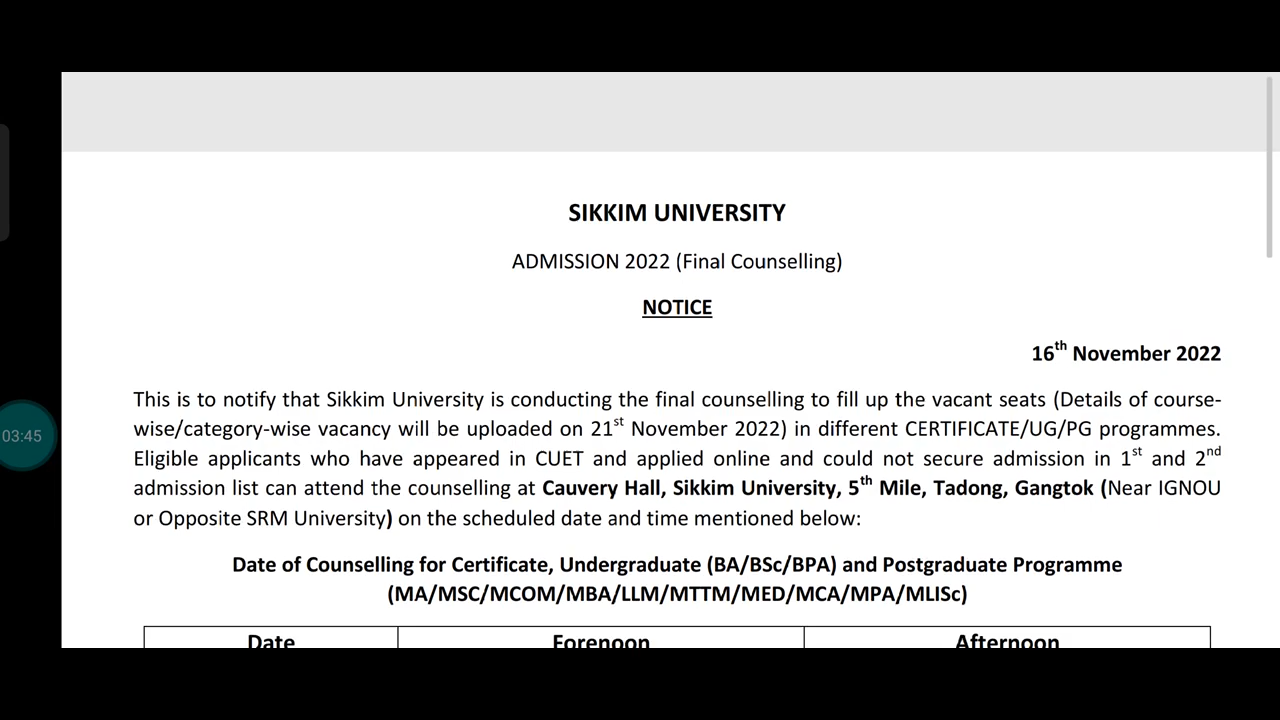 SIKKIM UNIVERSITY
ADMISSION 2022 (Final Counselling)
NOTICE
16th November 2022
This is to notify that Sikkim University is conducting the final counselling to fill up the vacant seats (Details of course-
wise/category-wise vacancy will be uploaded on 21st November 2022) in different CERTIFICATE/UG/PG programmes.
Eligible applicants who have appeared in CUET and applied online and could not secure admission in 1st and 2nd
admission list can attend the counselling at Cauvery Hall, Sikkim University, 5th Mile, Tadong, Gangtok (Near IGNOU
or Opposite SRM University) on the scheduled date and time mentioned below:
03:45
Date of Counselling for Certificate, Undergraduate (BA/BSc/BPA) and Postgraduate Programme
(MA/MSC/MCOM/MBA/LLM/MTTM/MED/MCA/MPA/MLISc)
Date Forenoon Afternoon